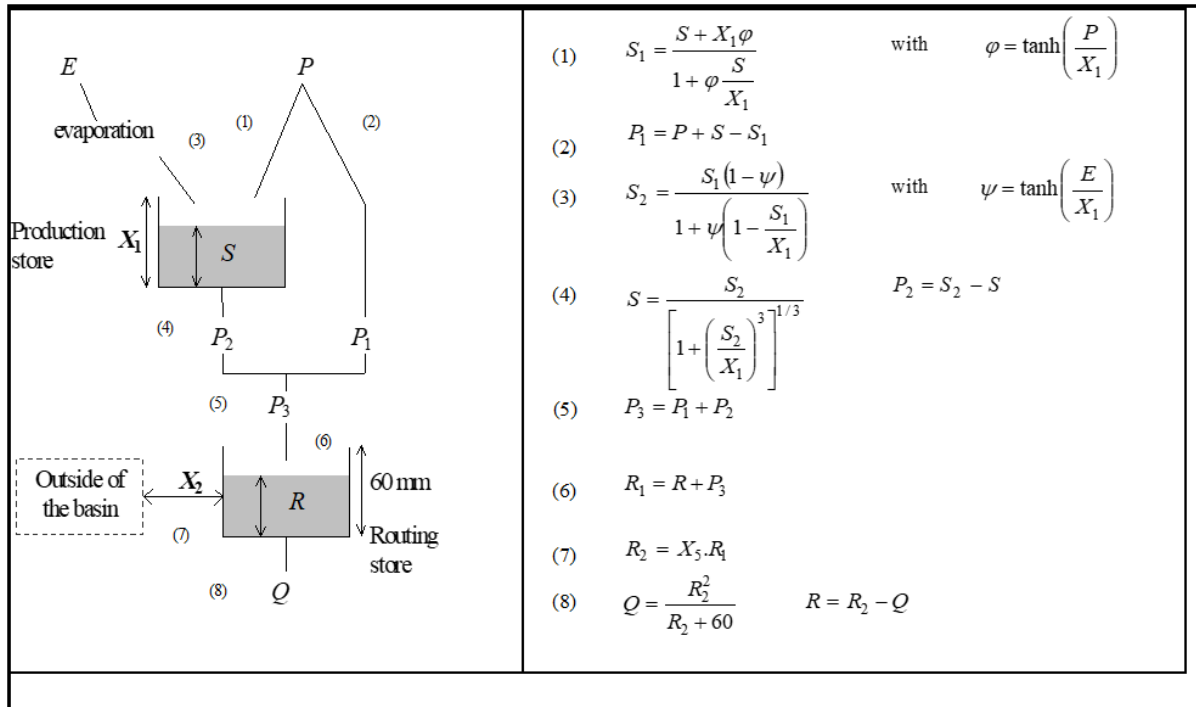 E
P
evaporation
(3)
(1)
(2)
Production
store
X₁
S
(4)
P₂
P₁
(5)
P₃
(6)
Outside of
the basin
X₂
R
60 mm
(7)
Routing
store
(8)
Q
(1) S₁ = (S + X₁φ) / (1 + φ S/X₁) with φ = tanh(P/X₁)
(2) P₁ = P + S − S₁
(3) S₂ = S₁(1 − ψ) / (1 + ψ(1 − S₁/X₁)) with ψ = tanh(E/X₁)
(4) S = S₂ / [1 + (S₂/X₁)³]^(1/3) P₂ = S₂ − S
(5) P₃ = P₁ + P₂
(6) R₁ = R + P₃
(7) R₂ = X₅.R₁
(8) Q = R₂² / (R₂ + 60) R = R₂ − Q